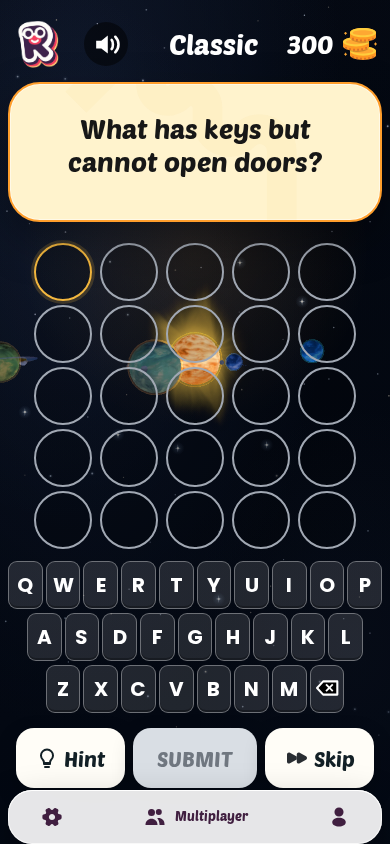 R
Classic
300
What has keys but
cannot open doors?
Q W E R T Y U I O P
A S D F G H J K L
Z X C V B N M
Hint
SUBMIT
Skip
Multiplayer